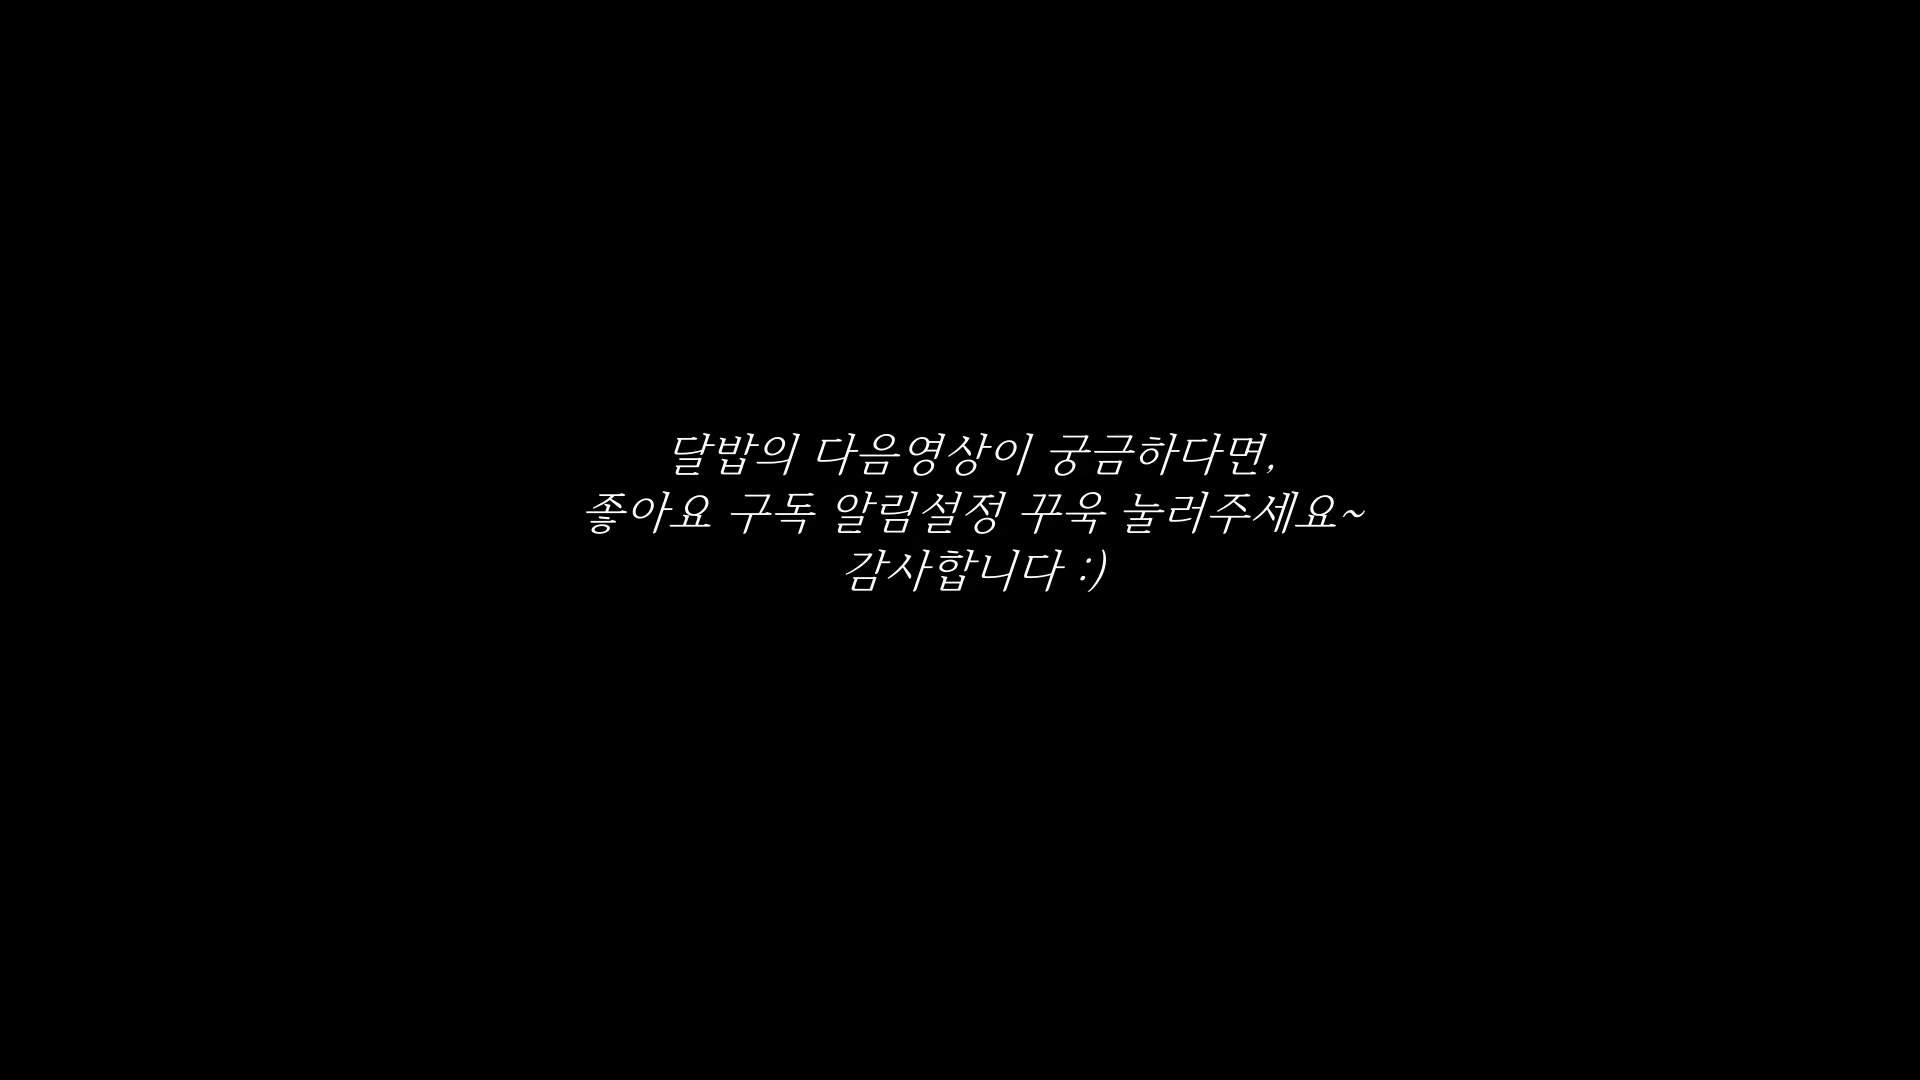 달밥의 다음영상이 궁금하다면,
좋아요 구독 알림설정 꾸욱 눌러주세요~
감사합니다 :)